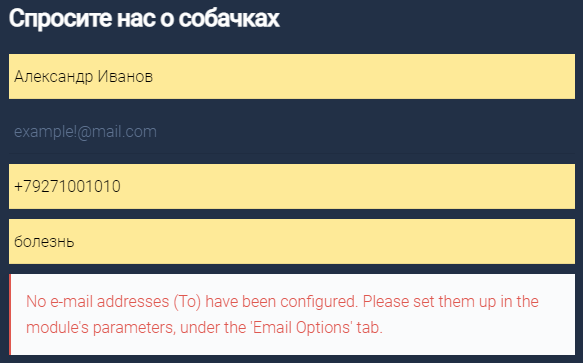 Спросите нас о собачках
Александр Иванов
example!@mail.com
+79271001010
болезнь
No e-mail addresses (To) have been configured. Please set them up in the
module's parameters, under the 'Email Options' tab.